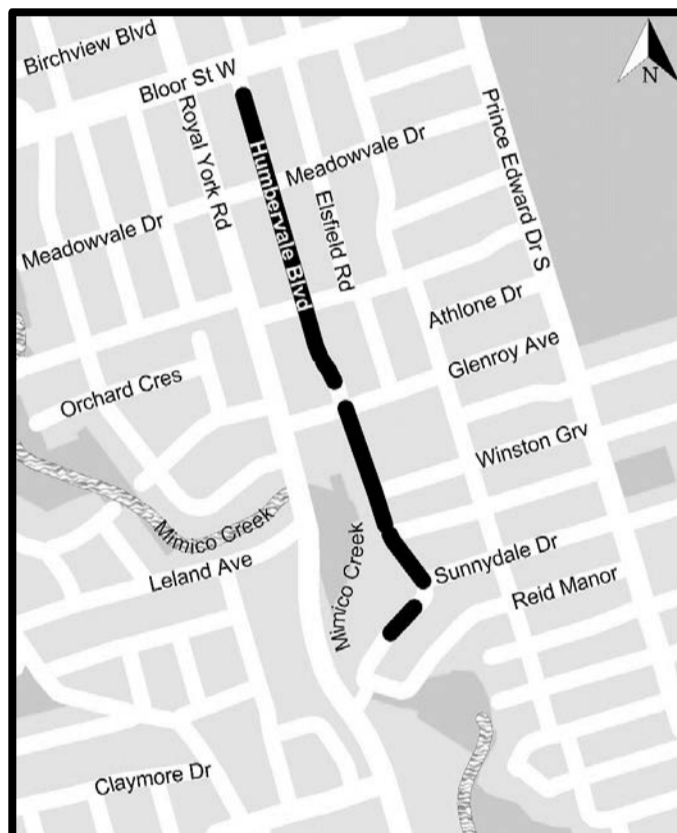 Birchview Blvd
Bloor St W
N
Royal York Rd
Prince Edward Dr S
Humbervale Blvd
Meadowvale Dr
Elsfield Rd
Meadowvale Dr
Athlone Dr
Glenroy Ave
Orchard Cres
Winston Grv
Mimico Creek
Mimico Creek
Leland Ave
Sunnydale Dr
Reid Manor
Claymore Dr